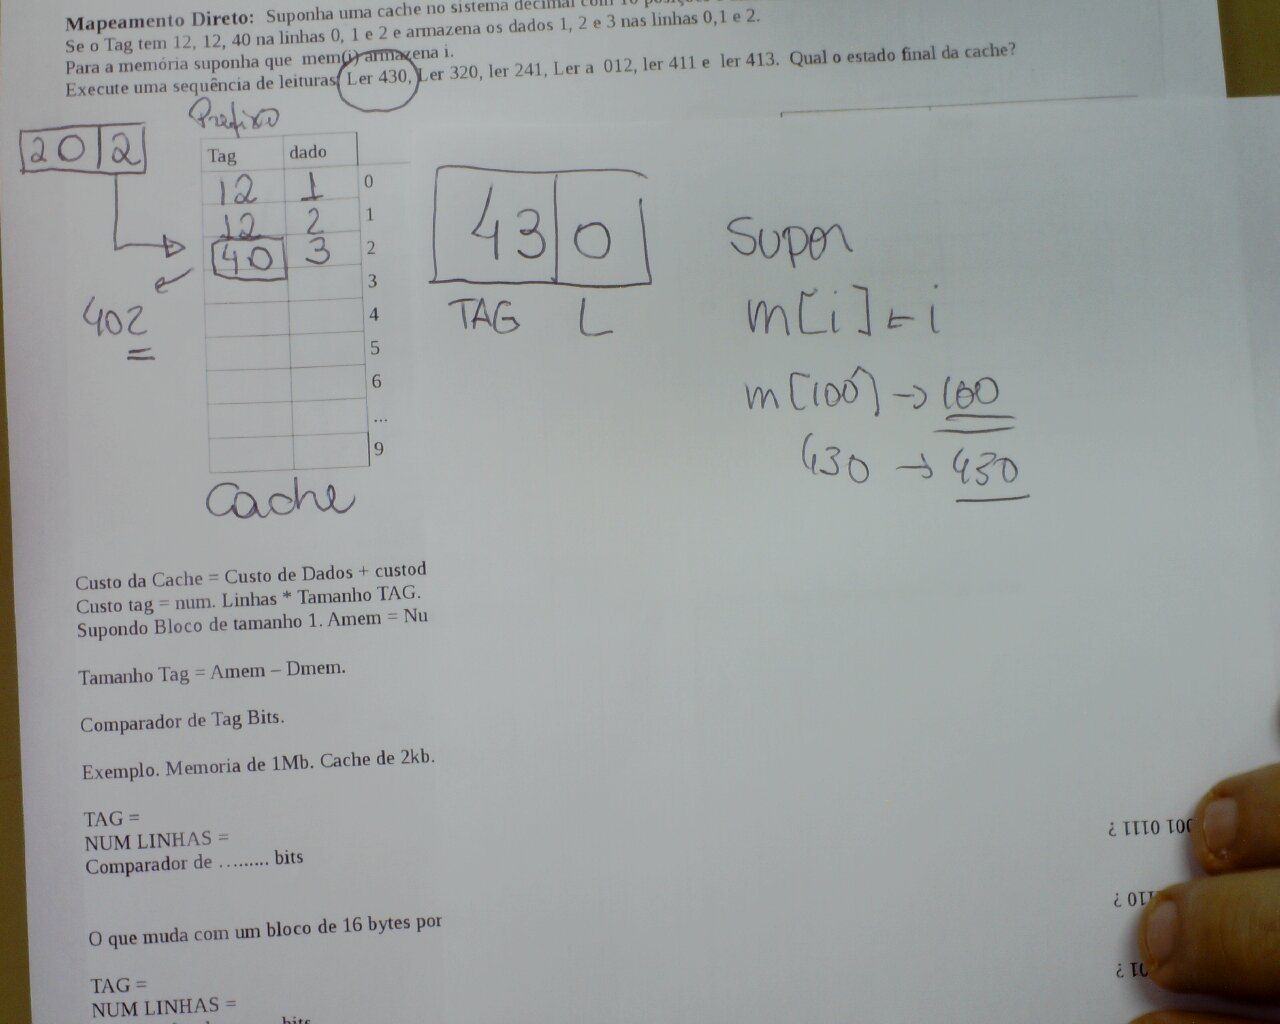 Mapeamento Direto: Suponha uma cache no sistema decimal com 10 posições
Se o Tag tem 12, 12, 40 na linhas 0, 1 e 2 e armazena os dados 1, 2 e 3 nas linhas 0,1 e 2.
Para a memória suponha que mem(i) armazena i.
Execute uma sequência de leituras Ler 430, Ler 320, ler 241, Ler a 012, ler 411 e ler 413. Qual o estado final da cache?
Prefixo
20 2
Tag dado
12 1 0
12 2 1
40 3 2
3
4
5
6
...
9
402
Cache
43 0
TAG L
Supor
m[i] ← i
m[100] → 100
430 → 430
Custo da Cache = Custo de Dados + custod
Custo tag = num. Linhas * Tamanho TAG.
Supondo Bloco de tamanho 1. Amem = Nu
Tamanho Tag = Amem – Dmem.
Comparador de Tag Bits.
Exemplo. Memoria de 1Mb. Cache de 2kb.
TAG =
NUM LINHAS =
Comparador de ......... bits
O que muda com um bloco de 16 bytes por
TAG =
NUM LINHAS =
bits
001 0111 ?
110 ?
01 ?